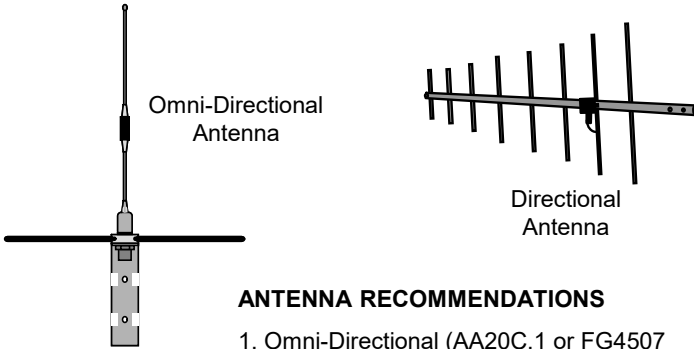 Omni-Directional
Antenna
Directional
Antenna
ANTENNA RECOMMENDATIONS
1. Omni-Directional (AA20C.1 or FG4507